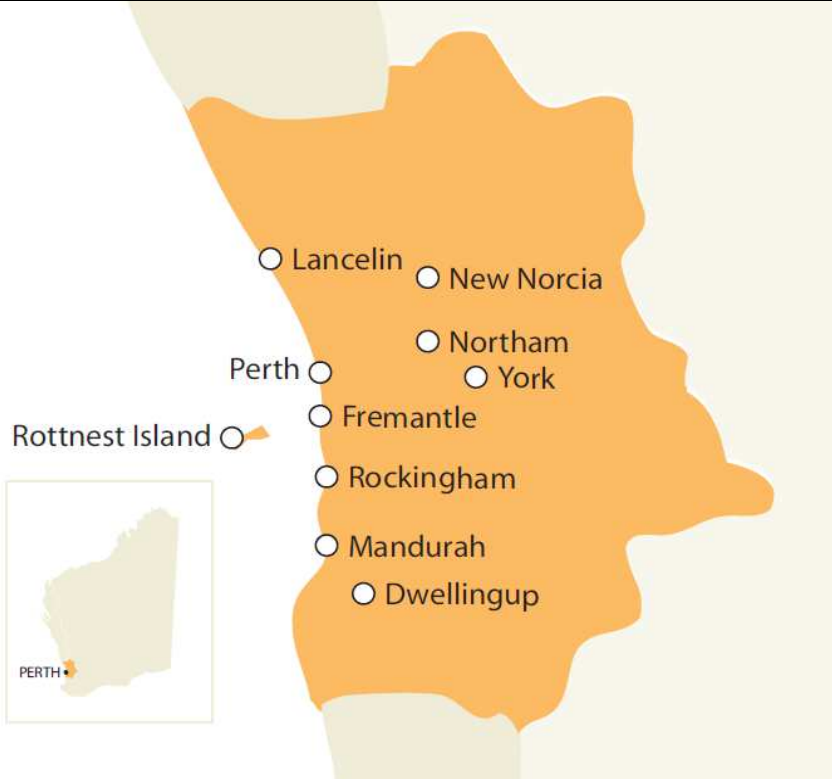 Lancelin
New Norcia
Northam
Perth
York
Fremantle
Rottnest Island
Rockingham
Mandurah
Dwellingup
PERTH